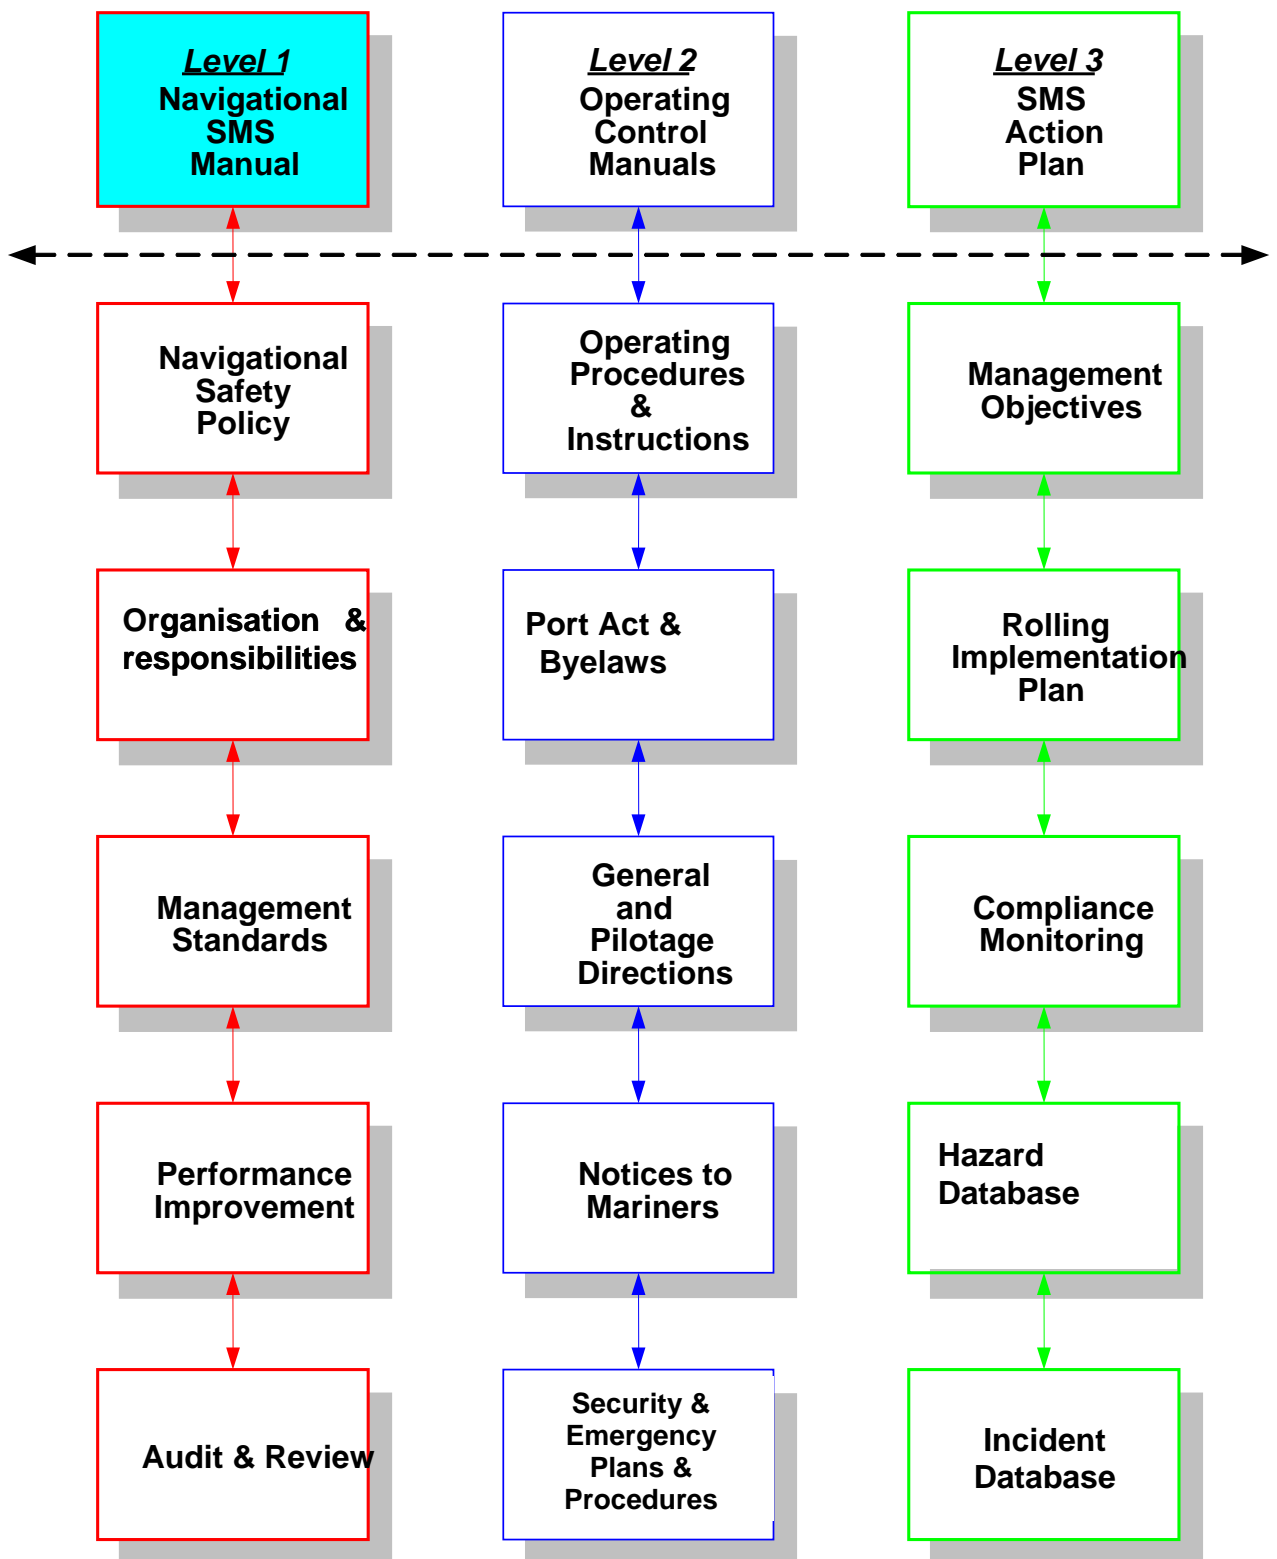 Level 1
Navigational
SMS
Manual
Level 2
Operating
Control
Manuals
Level 3
SMS
Action
Plan
Navigational
Safety
Policy
Operating
Procedures
&
Instructions
Management
Objectives
Organisation &
responsibilities
Port Act &
Byelaws
Rolling
Implementation
Plan
Management
Standards
General
and
Pilotage
Directions
Compliance
Monitoring
Performance
Improvement
Notices to
Mariners
Hazard
Database
Audit & Review
Security &
Emergency
Plans &
Procedures
Incident
Database